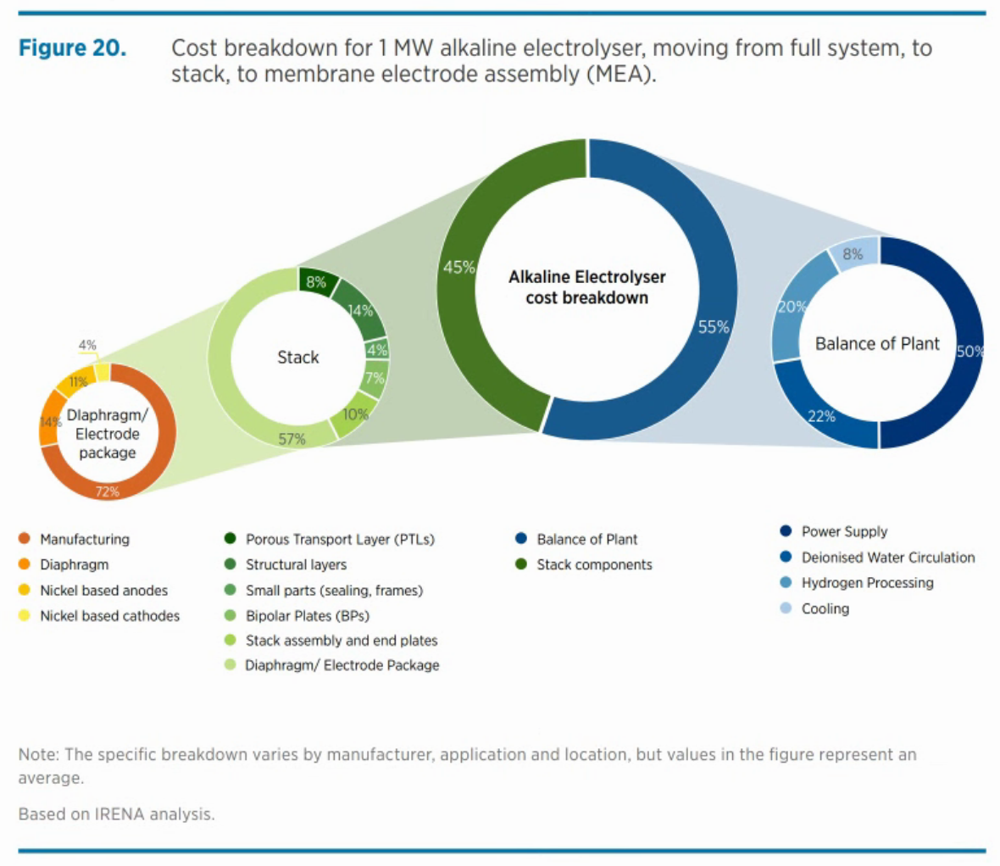 Figure 20.
Cost breakdown for 1 MW alkaline electrolyser, moving from full system, to
stack, to membrane electrode assembly (MEA).
4%
11%
14%
DIaphragm/
Electrode
package
72%
8%
14%
4%
7%
10%
57%
Stack
45%
55%
Alkaline Electrolyser
cost breakdown
8%
20%
22%
50%
Balance of Plant
Manufacturing
Diaphragm
Nickel based anodes
Nickel based cathodes
Porous Transport Layer (PTLs)
Structural layers
Small parts (sealing, frames)
Bipolar Plates (BPs)
Stack assembly and end plates
Diaphragm/ Electrode Package
Balance of Plant
Stack components
Power Supply
Deionised Water Circulation
Hydrogen Processing
Cooling
Note: The specific breakdown varies by manufacturer, application and location, but values in the figure represent an
average.
Based on IRENA analysis.